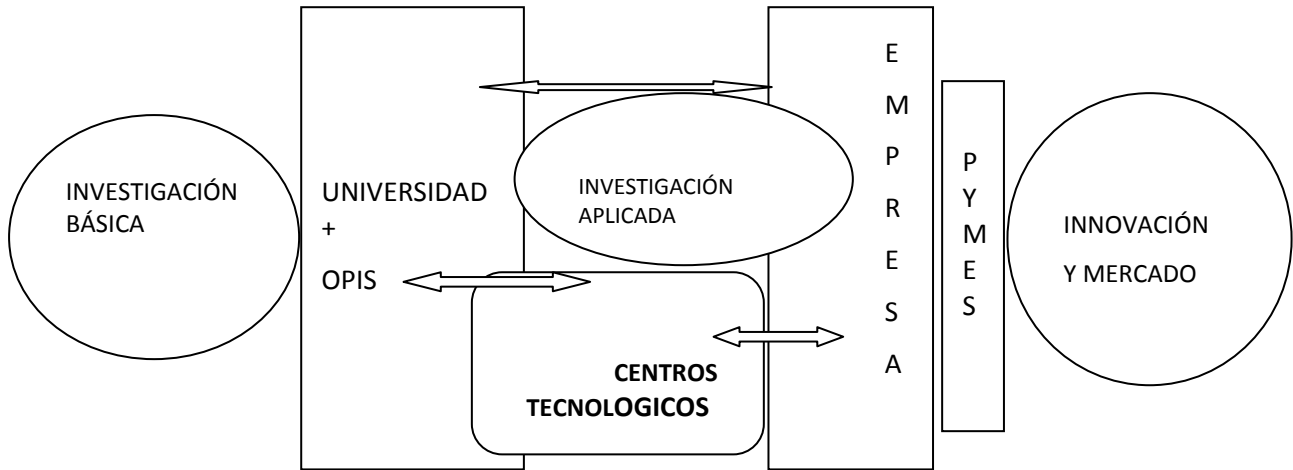 INVESTIGACIÓN
BÁSICA
UNIVERSIDAD
+
OPIS
INVESTIGACIÓN
APLICADA
CENTROS
TECNOLOGICOS
E
M
P
R
E
S
A
P
Y
M
E
S
INNOVACIÓN
Y MERCADO